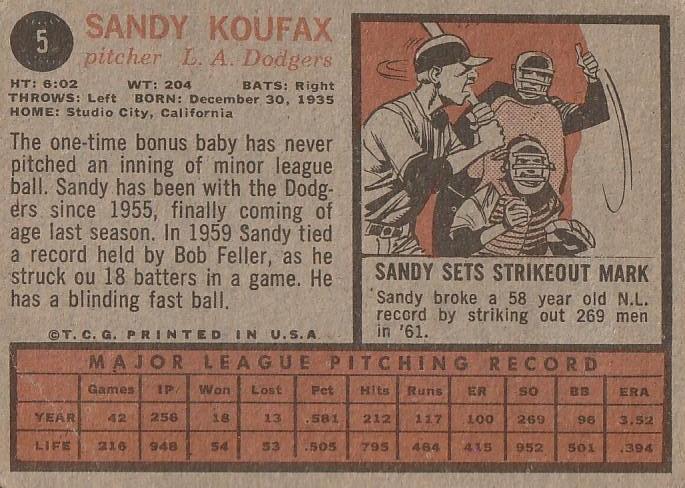 5
SANDY KOUFAX
pitcher L. A. Dodgers
HT: 6:02 WT: 204 BATS: Right
THROWS: Left BORN: December 30, 1935
HOME: Studio City, California
The one-time bonus baby has never
pitched an inning of minor league
ball. Sandy has been with the Dodg-
ers since 1955, finally coming of
age last season. In 1959 Sandy tied
a record held by Bob Feller, as he
struck ou 18 batters in a game. He
has a blinding fast ball.
©T.C.G. PRINTED IN U.S.A
SANDY SETS STRIKEOUT MARK
Sandy broke a 58 year old N.L.
record by striking out 269 men
in '61.
MAJOR LEAGUE PITCHING RECORD
Games IP Won Lost Pct Hits Runs ER SO BB ERA
YEAR 42 256 18 13 .581 212 117 100 269 96 3.52
LIFE 216 948 54 53 .505 795 464 415 952 501 .394